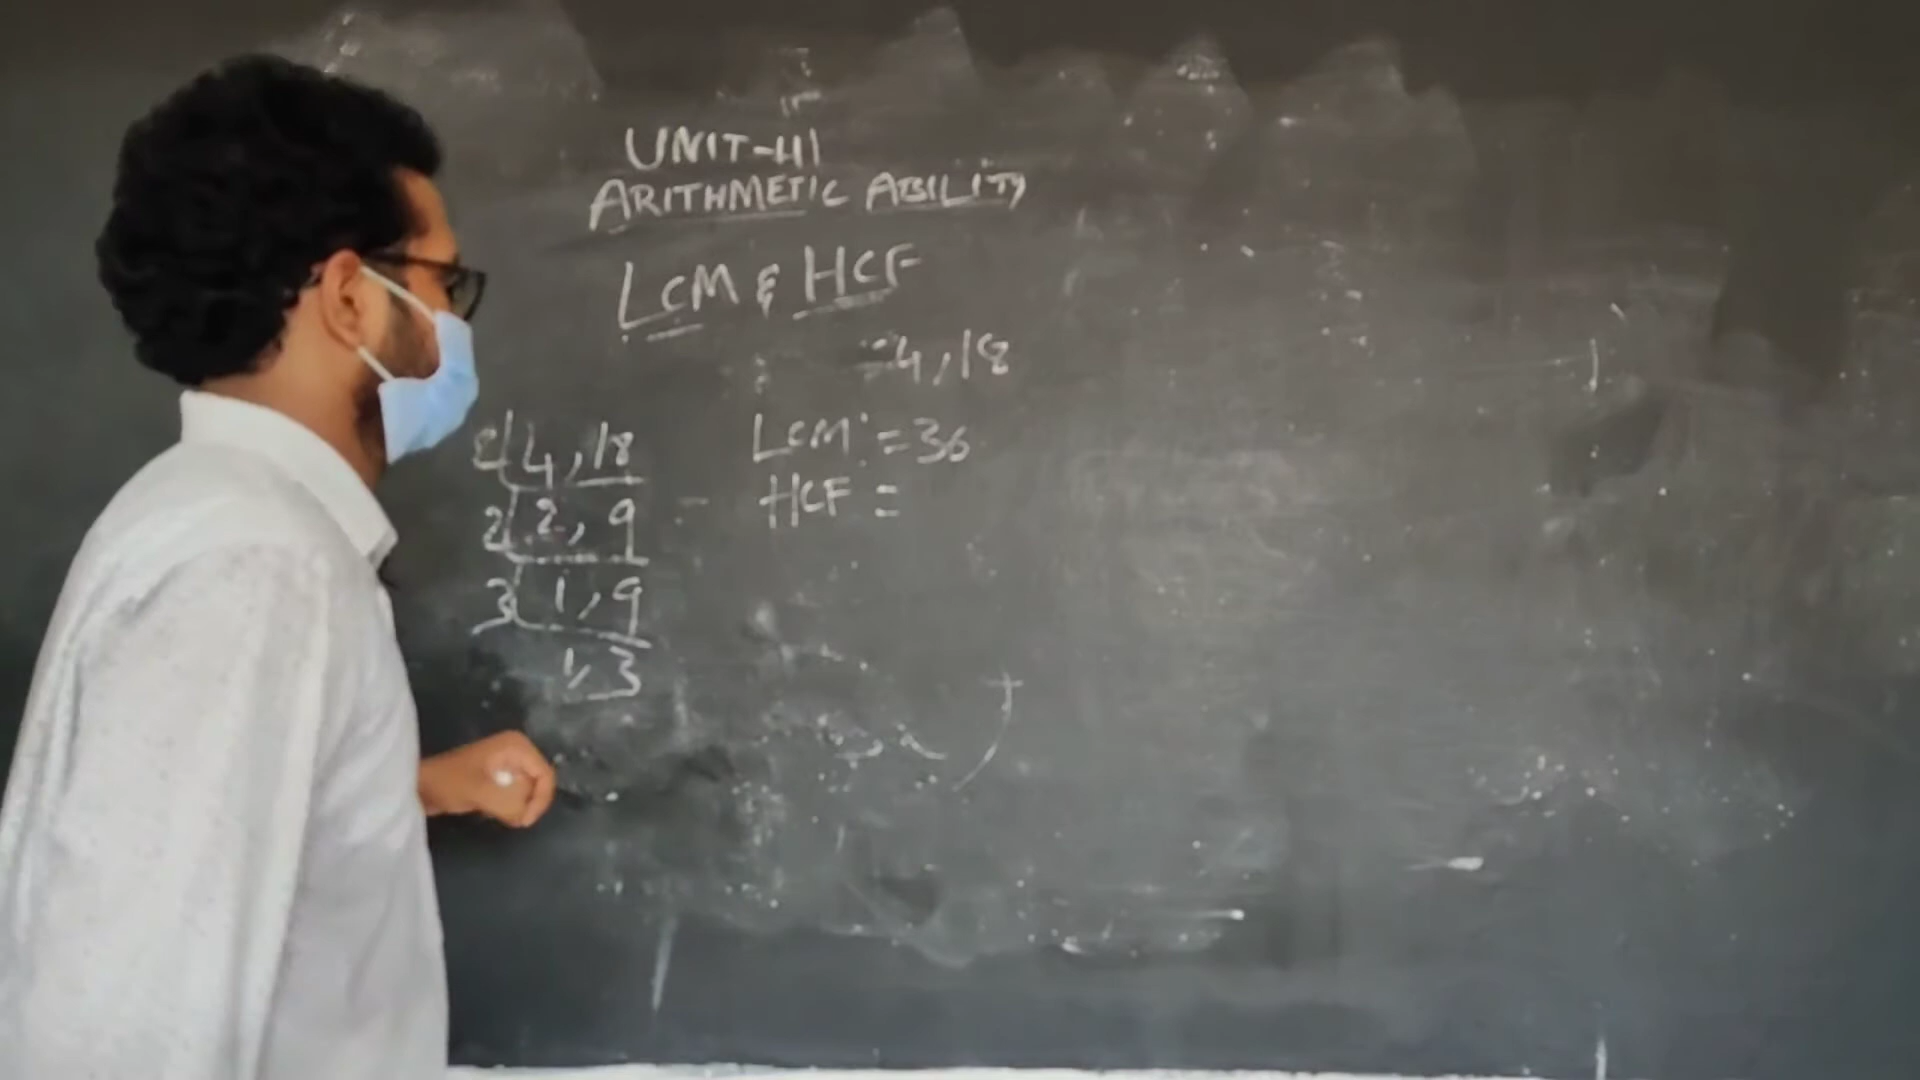 UNIT-III
ARITHMETIC ABILITY
LCM & HCF
4, 18
2 4, 18
2 2, 9
3 1, 9
1, 3
LCM = 36
HCF =